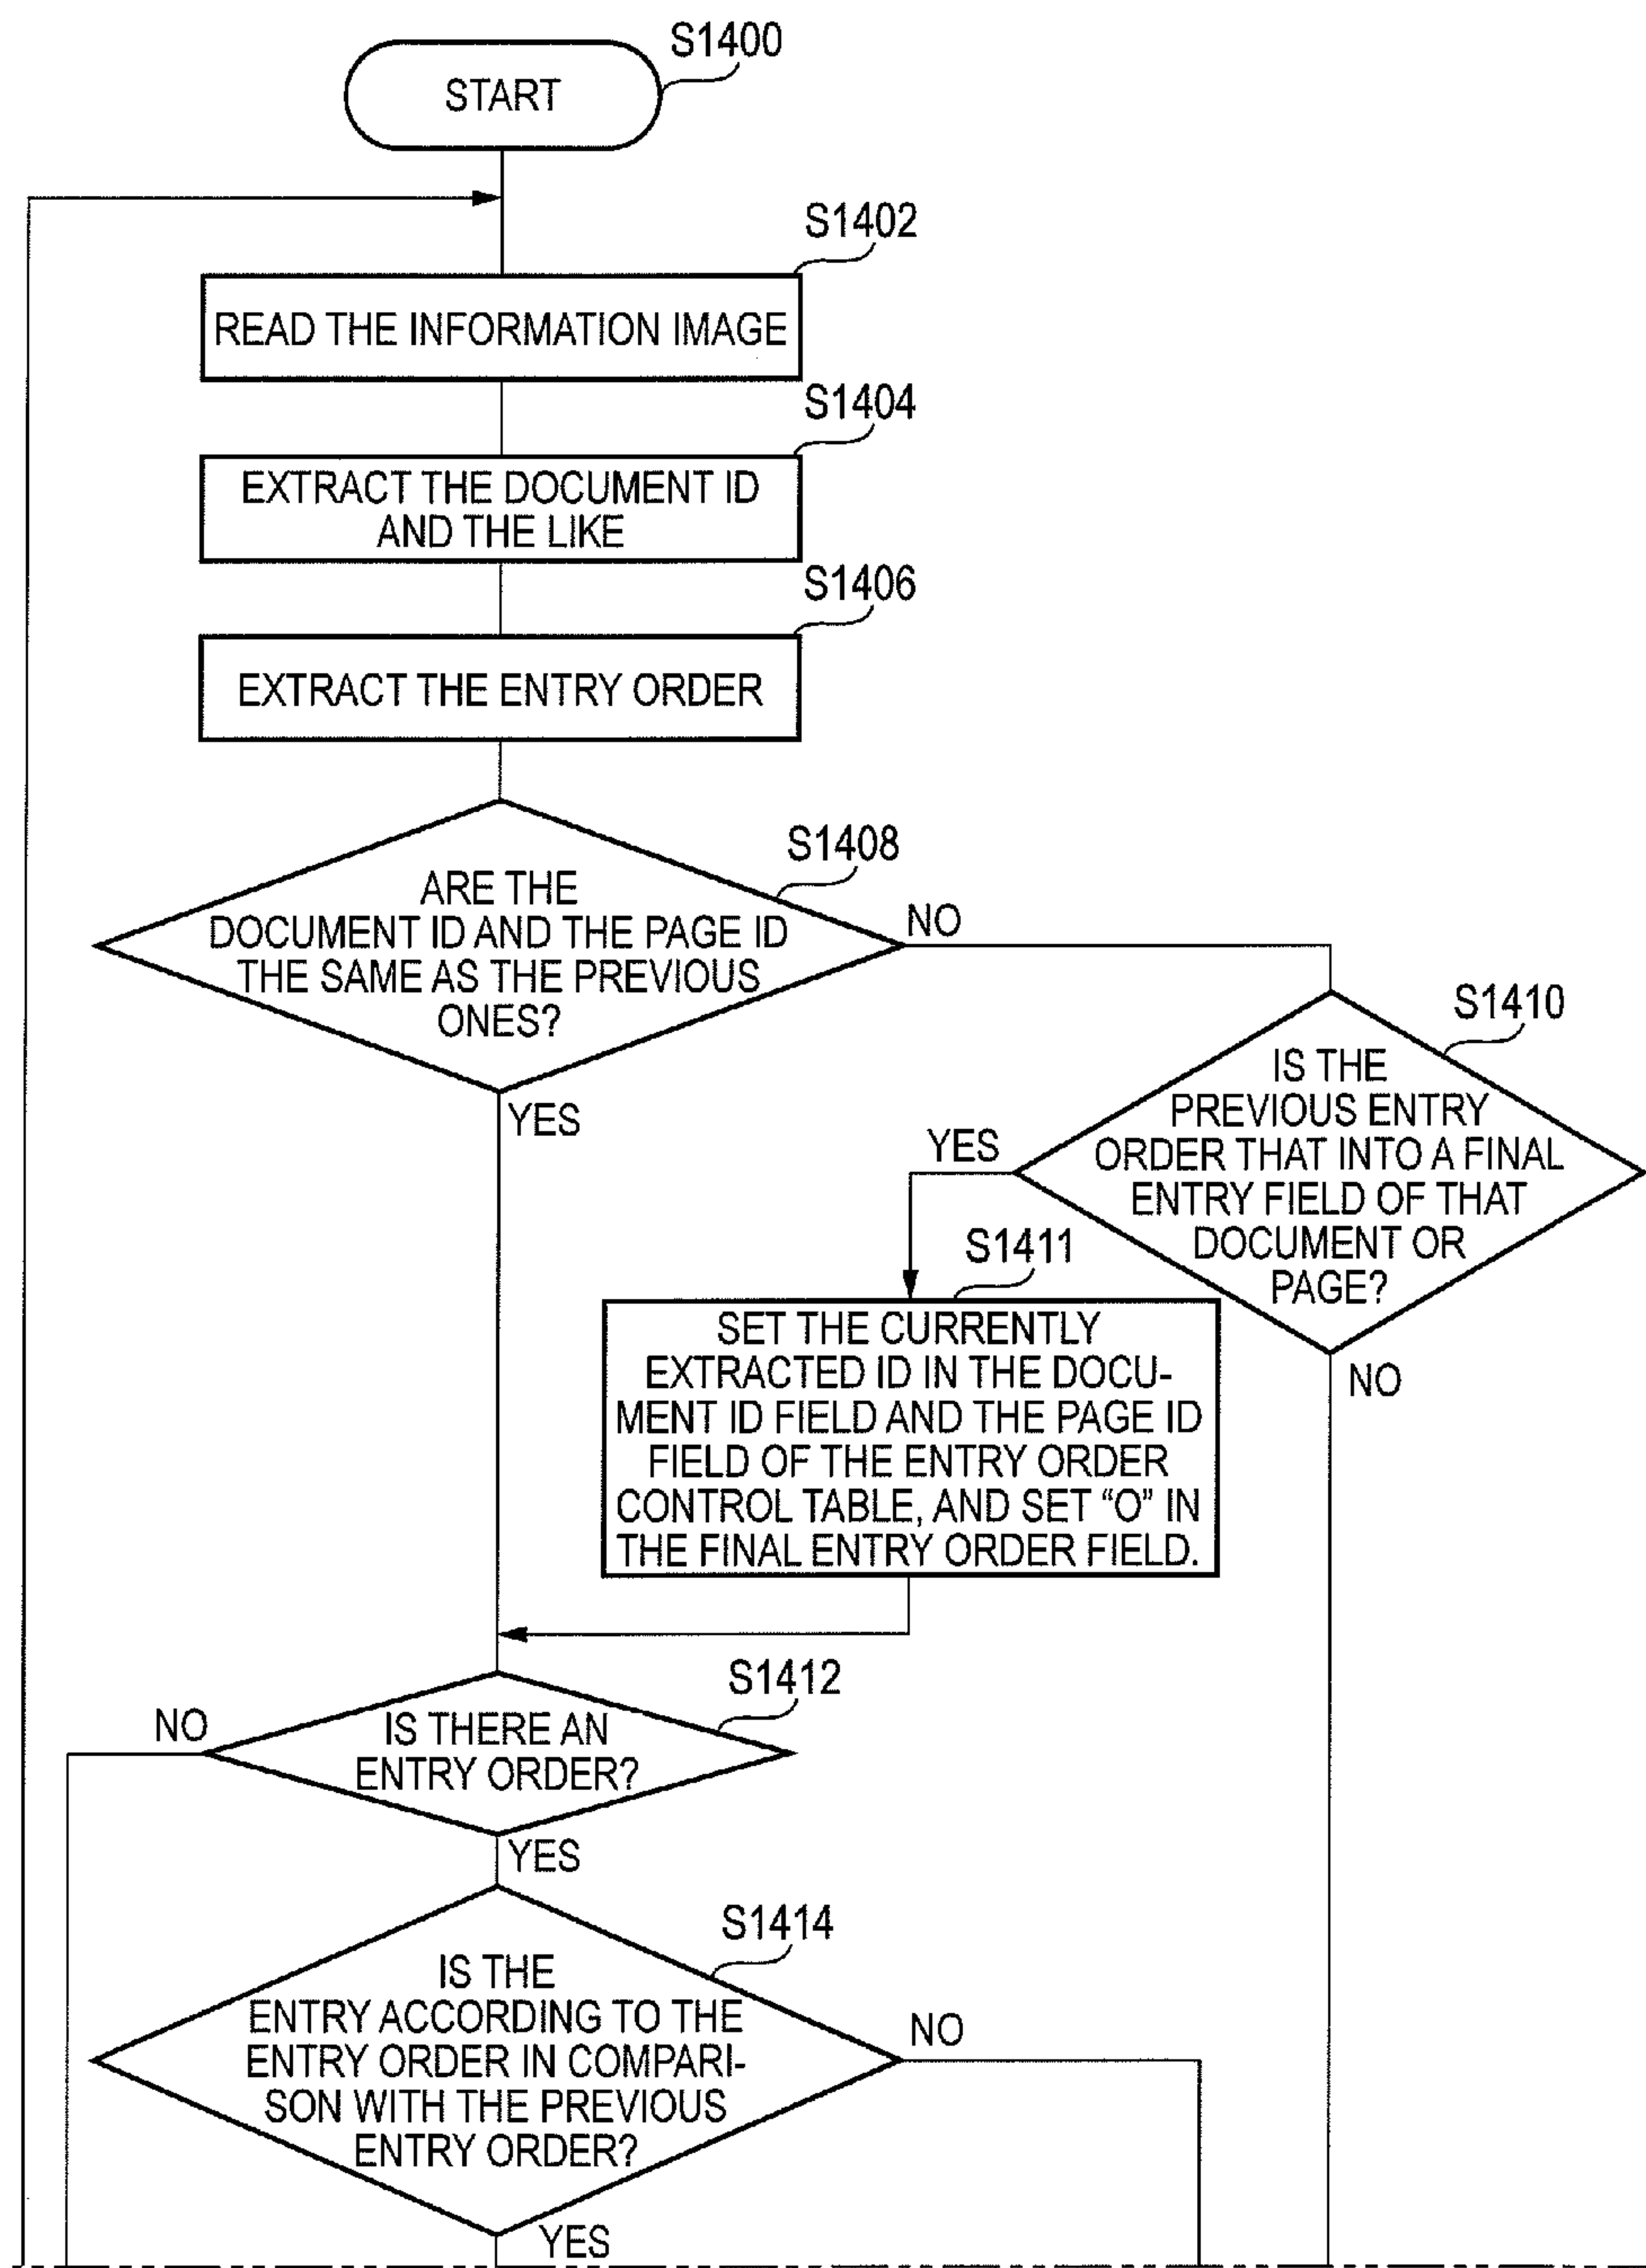 S1400
START
S1402
READ THE INFORMATION IMAGE
S1404
EXTRACT THE DOCUMENT ID
AND THE LIKE
S1406
EXTRACT THE ENTRY ORDER
S1408
ARE THE
DOCUMENT ID AND THE PAGE ID
THE SAME AS THE PREVIOUS
ONES?
NO
YES
S1410
IS THE
PREVIOUS ENTRY
ORDER THAT INTO A FINAL
ENTRY FIELD OF THAT
DOCUMENT OR
PAGE?
YES
NO
S1411
SET THE CURRENTLY
EXTRACTED ID IN THE DOCU-
MENT ID FIELD AND THE PAGE ID
FIELD OF THE ENTRY ORDER
CONTROL TABLE, AND SET “O” IN
THE FINAL ENTRY ORDER FIELD.
S1412
IS THERE AN
ENTRY ORDER?
NO
YES
S1414
IS THE
ENTRY ACCORDING TO THE
ENTRY ORDER IN COMPARI-
SON WITH THE PREVIOUS
ENTRY ORDER?
NO
YES